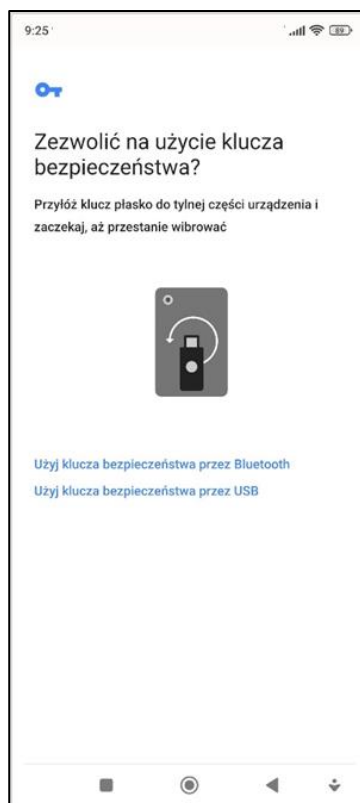 9:25
89
Zezwolić na użycie klucza
bezpieczeństwa?
Przyłóż klucz płasko do tylnej części urządzenia i
zaczekaj, aż przestanie wibrować
Użyj klucza bezpieczeństwa przez Bluetooth
Użyj klucza bezpieczeństwa przez USB